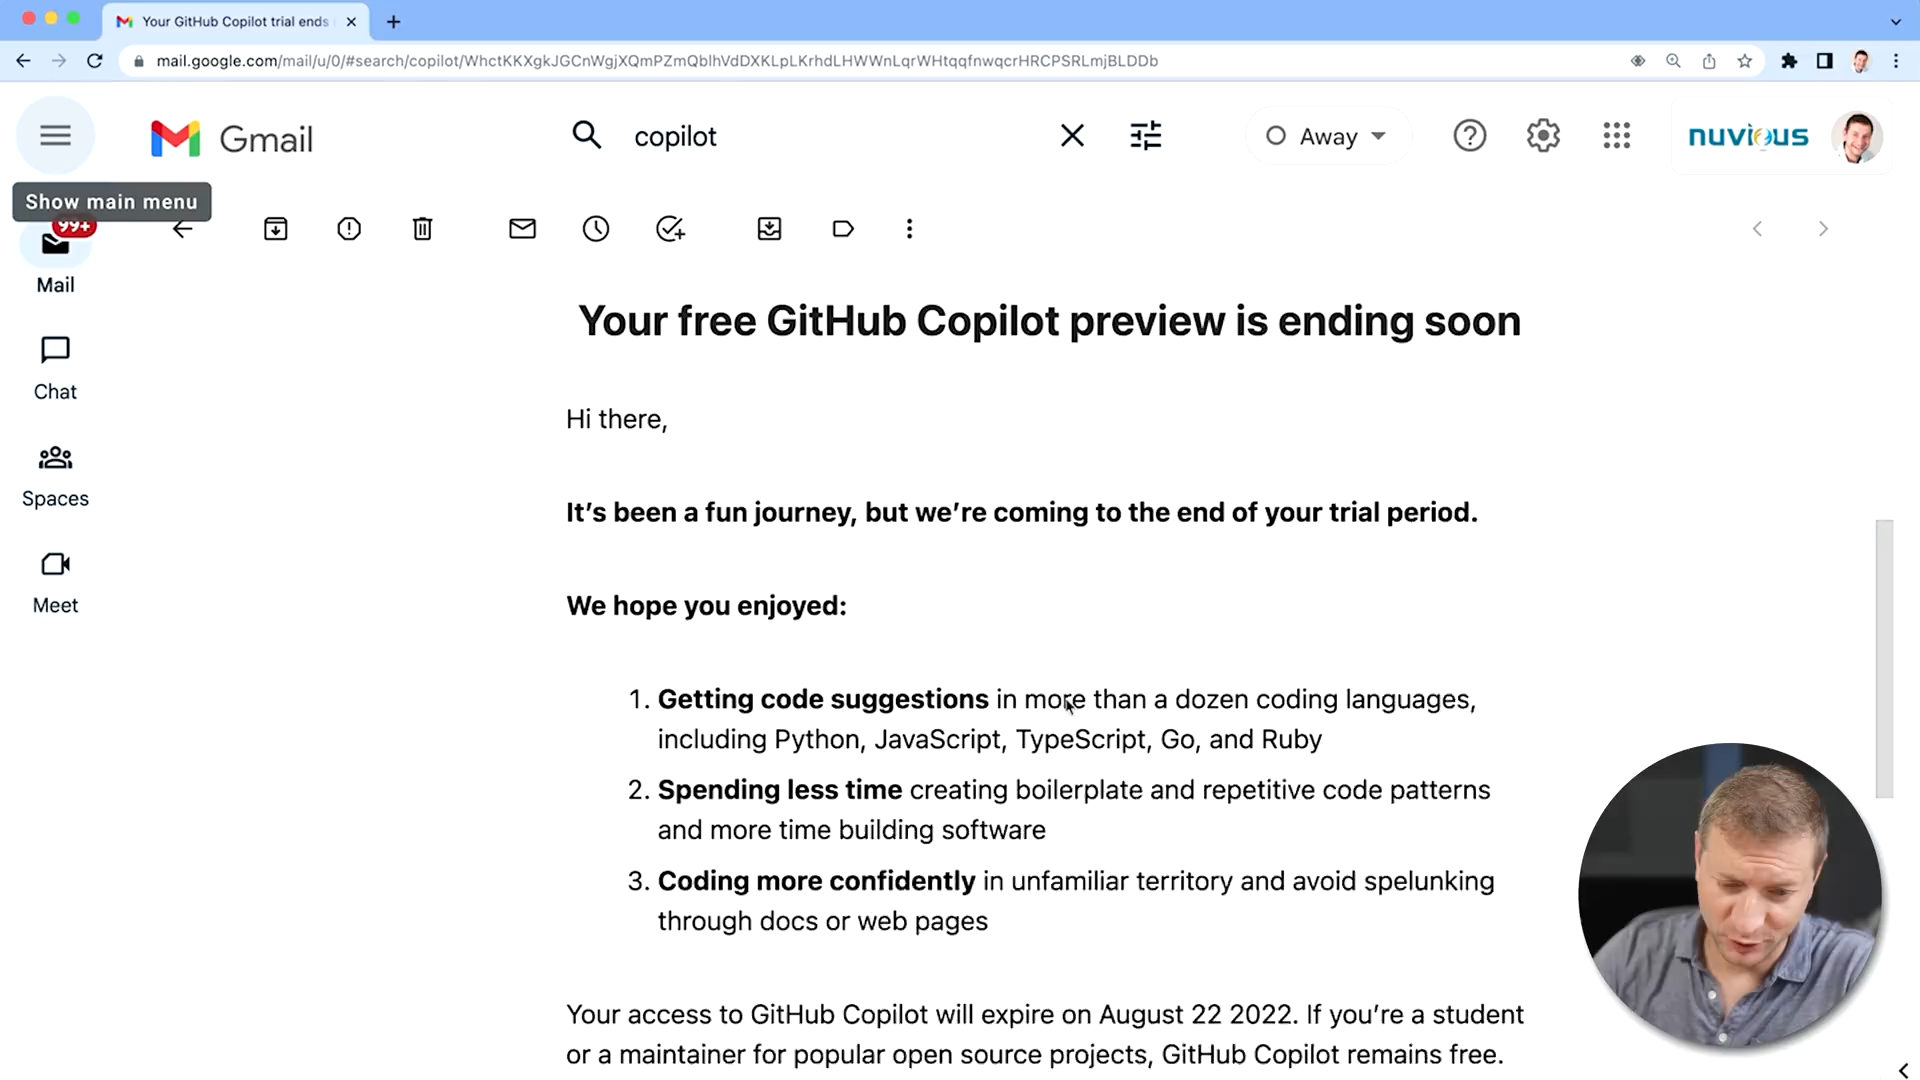 Your GitHub Copilot trial ends
mail.google.com/mail/u/0/#search/copilot/WhctKKXgkJGCnWgjXQmPZmQblhVdDXKLpLKrhdLHWWnLqrWHtqqfnwqcrHRCPSRLmjBLDDb
Gmail
copilot
Away
nuvious
Show main menu
99+
Mail
Chat
Spaces
Meet
Your free GitHub Copilot preview is ending soon
Hi there,
It’s been a fun journey, but we’re coming to the end of your trial period.
We hope you enjoyed:
1. Getting code suggestions in more than a dozen coding languages,
including Python, JavaScript, TypeScript, Go, and Ruby
2. Spending less time creating boilerplate and repetitive code patterns
and more time building software
3. Coding more confidently in unfamiliar territory and avoid spelunking
through docs or web pages
Your access to GitHub Copilot will expire on August 22 2022. If you’re a student
or a maintainer for popular open source projects, GitHub Copilot remains free.